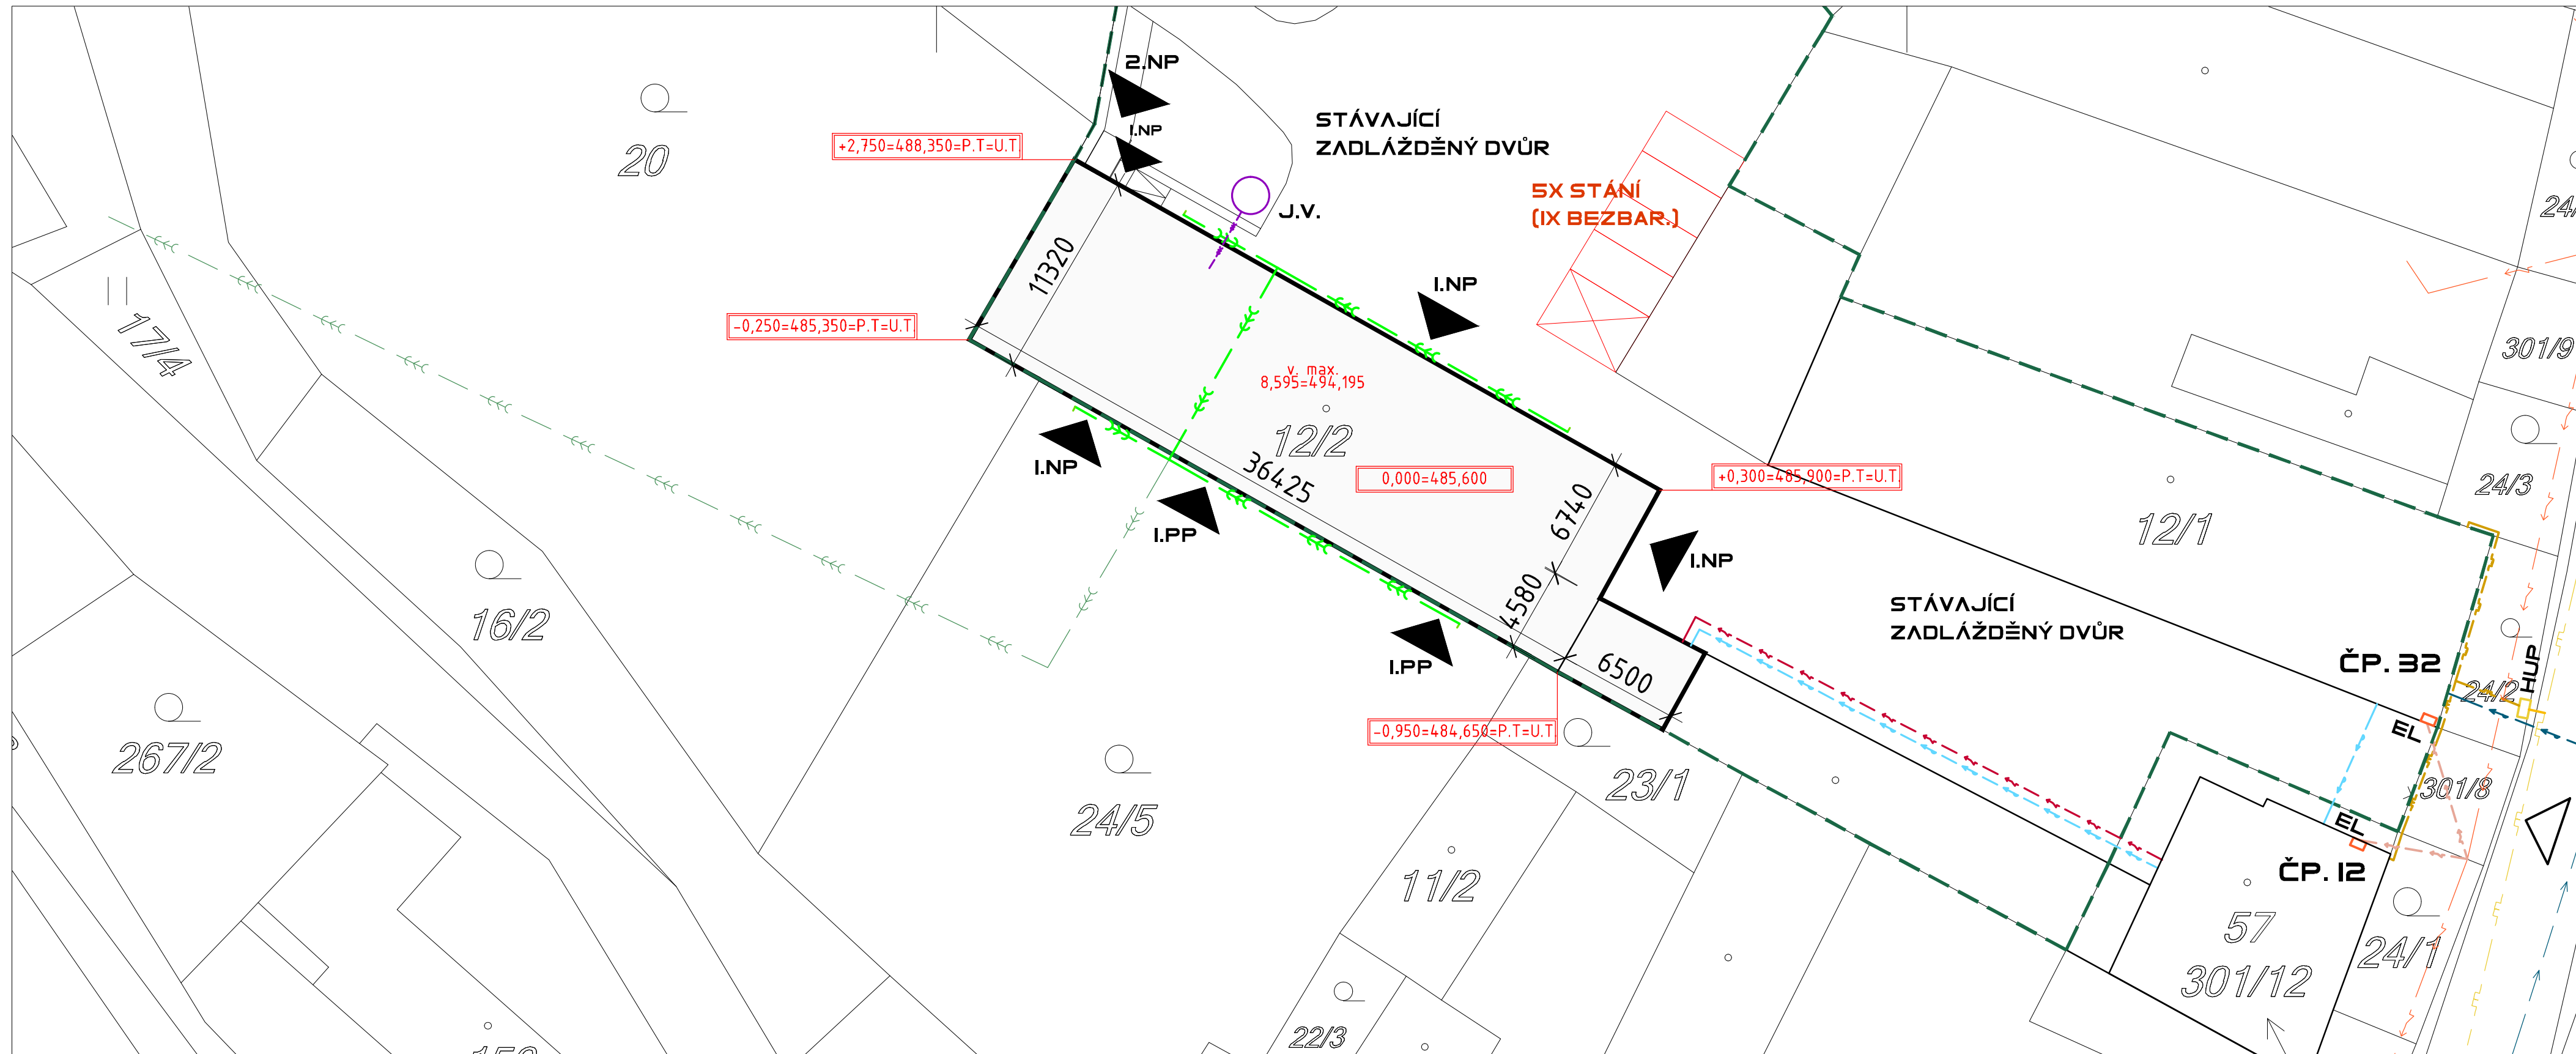 2.NP
I.NP
STÁVAJÍCÍ
ZADLÁŽDĚNÝ DVŮR
20
+2,750=488,350=P.T=U.T.
5X STÁNÍ
(1X BEZBAR.)
J.V.
11320
I.NP
17/4
-0,250=485,350=P.T=U.T.
301/9
v. max.
8,595=494,195
12/2
36425
0,000=485,600
+0,300=485,900=P.T=U.T.
24/3
I.NP
6740
12/1
I.PP
I.NP
4580
STÁVAJÍCÍ
ZADLÁŽDĚNÝ DVŮR
16/2
I.PP
6500
ČP. 32
HUP
24/2
-0,950=484,650=P.T=U.T.
EL
267/2
23/1
301/8
24/5
EL
ČP. 12
11/2
57
24/1
301/12
22/3